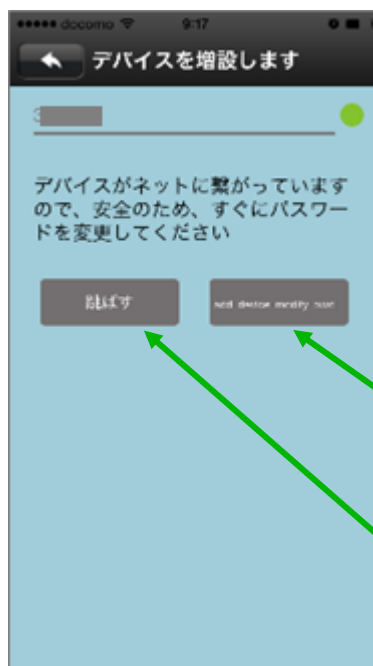 docomo 9:17
デバイスを増設します
3
デバイスがネットに繋がっています
ので、安全のため、すぐにパスワー
ドを変更してください
跳ばす
add device modify now